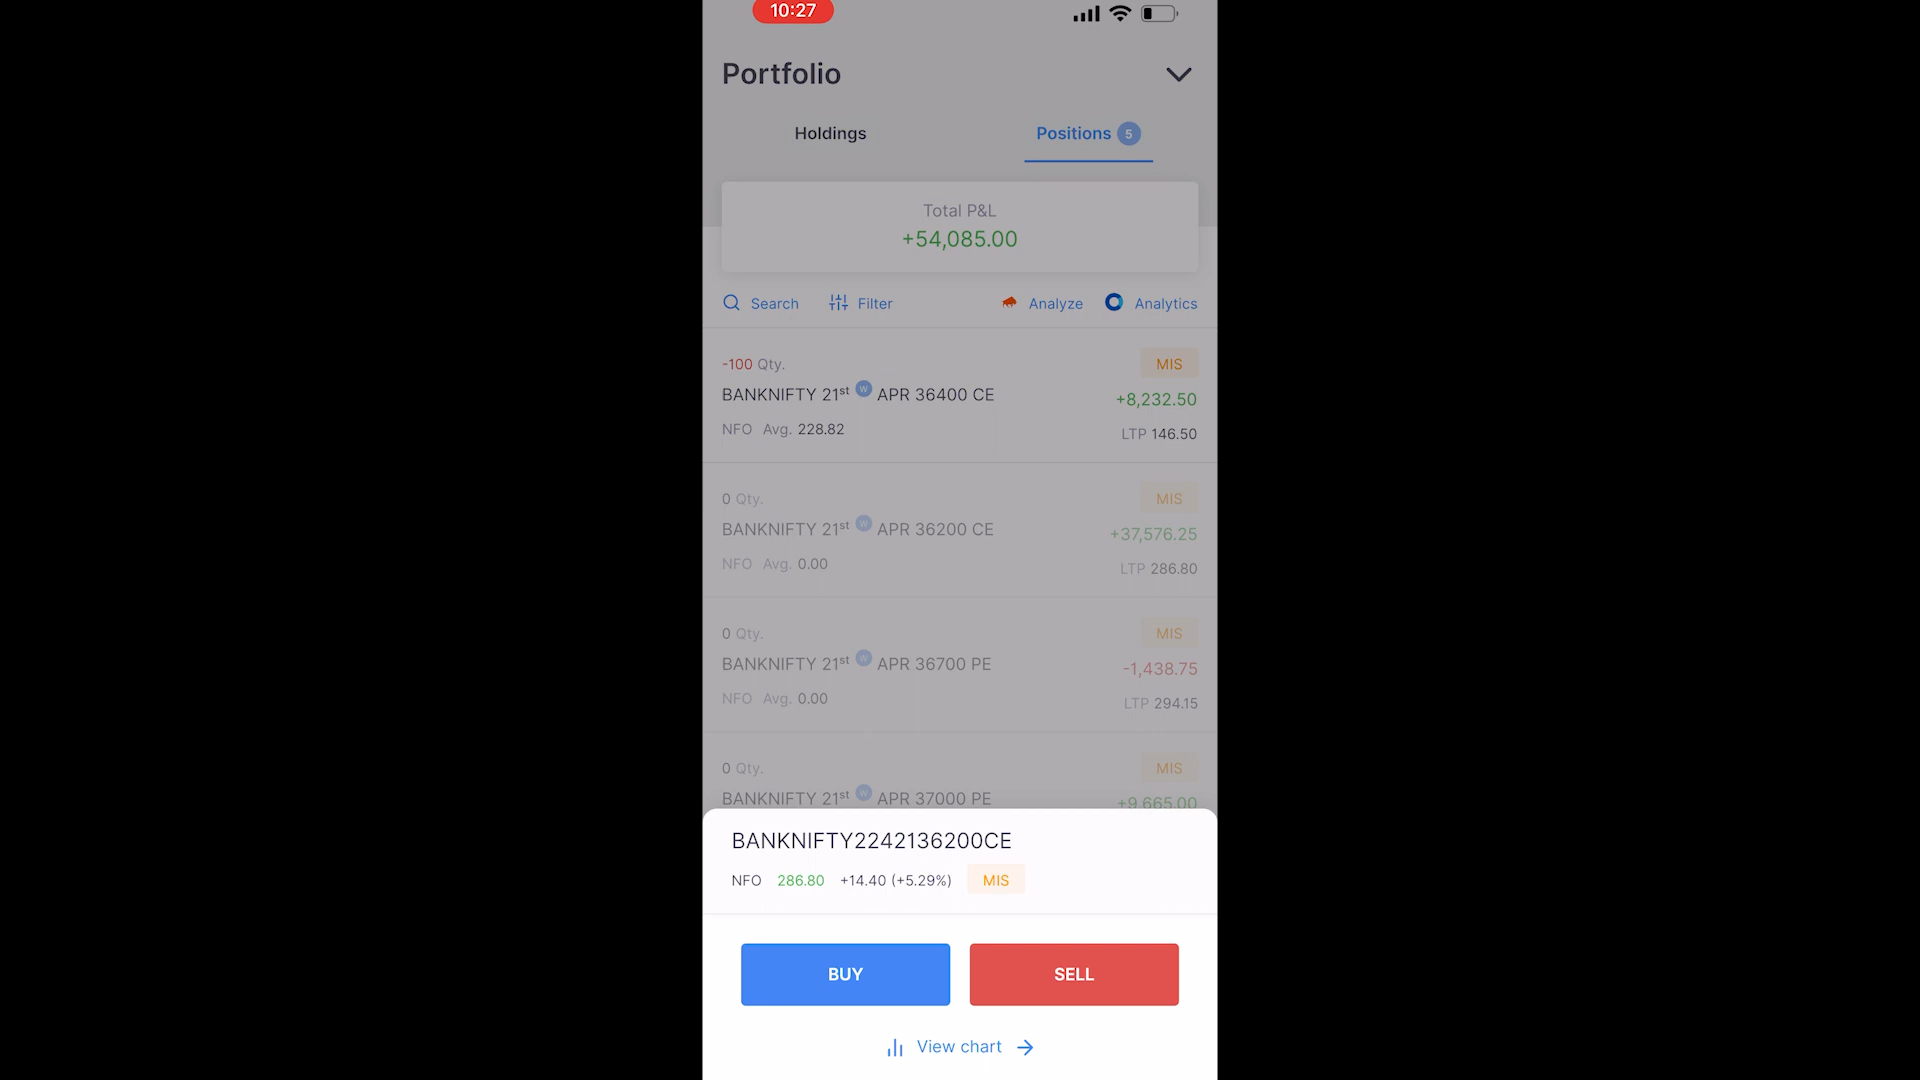 10:27
Portfolio
Holdings
Positions 5
Total P&L
+54,085.00
Search Filter Analyze Analytics
-100 Qty. MIS
BANKNIFTY 21st W APR 36400 CE +8,232.50
NFO Avg. 228.82 LTP 146.50
0 Qty. MIS
BANKNIFTY 21st W APR 36200 CE +37,576.25
NFO Avg. 0.00 LTP 286.80
0 Qty. MIS
BANKNIFTY 21st W APR 36700 PE -1,438.75
NFO Avg. 0.00 LTP 294.15
0 Qty. MIS
BANKNIFTY 21st W APR 37000 PE +9,665.00
BANKNIFTY2242136200CE
NFO 286.80 +14.40 (+5.29%) MIS
BUY SELL
View chart